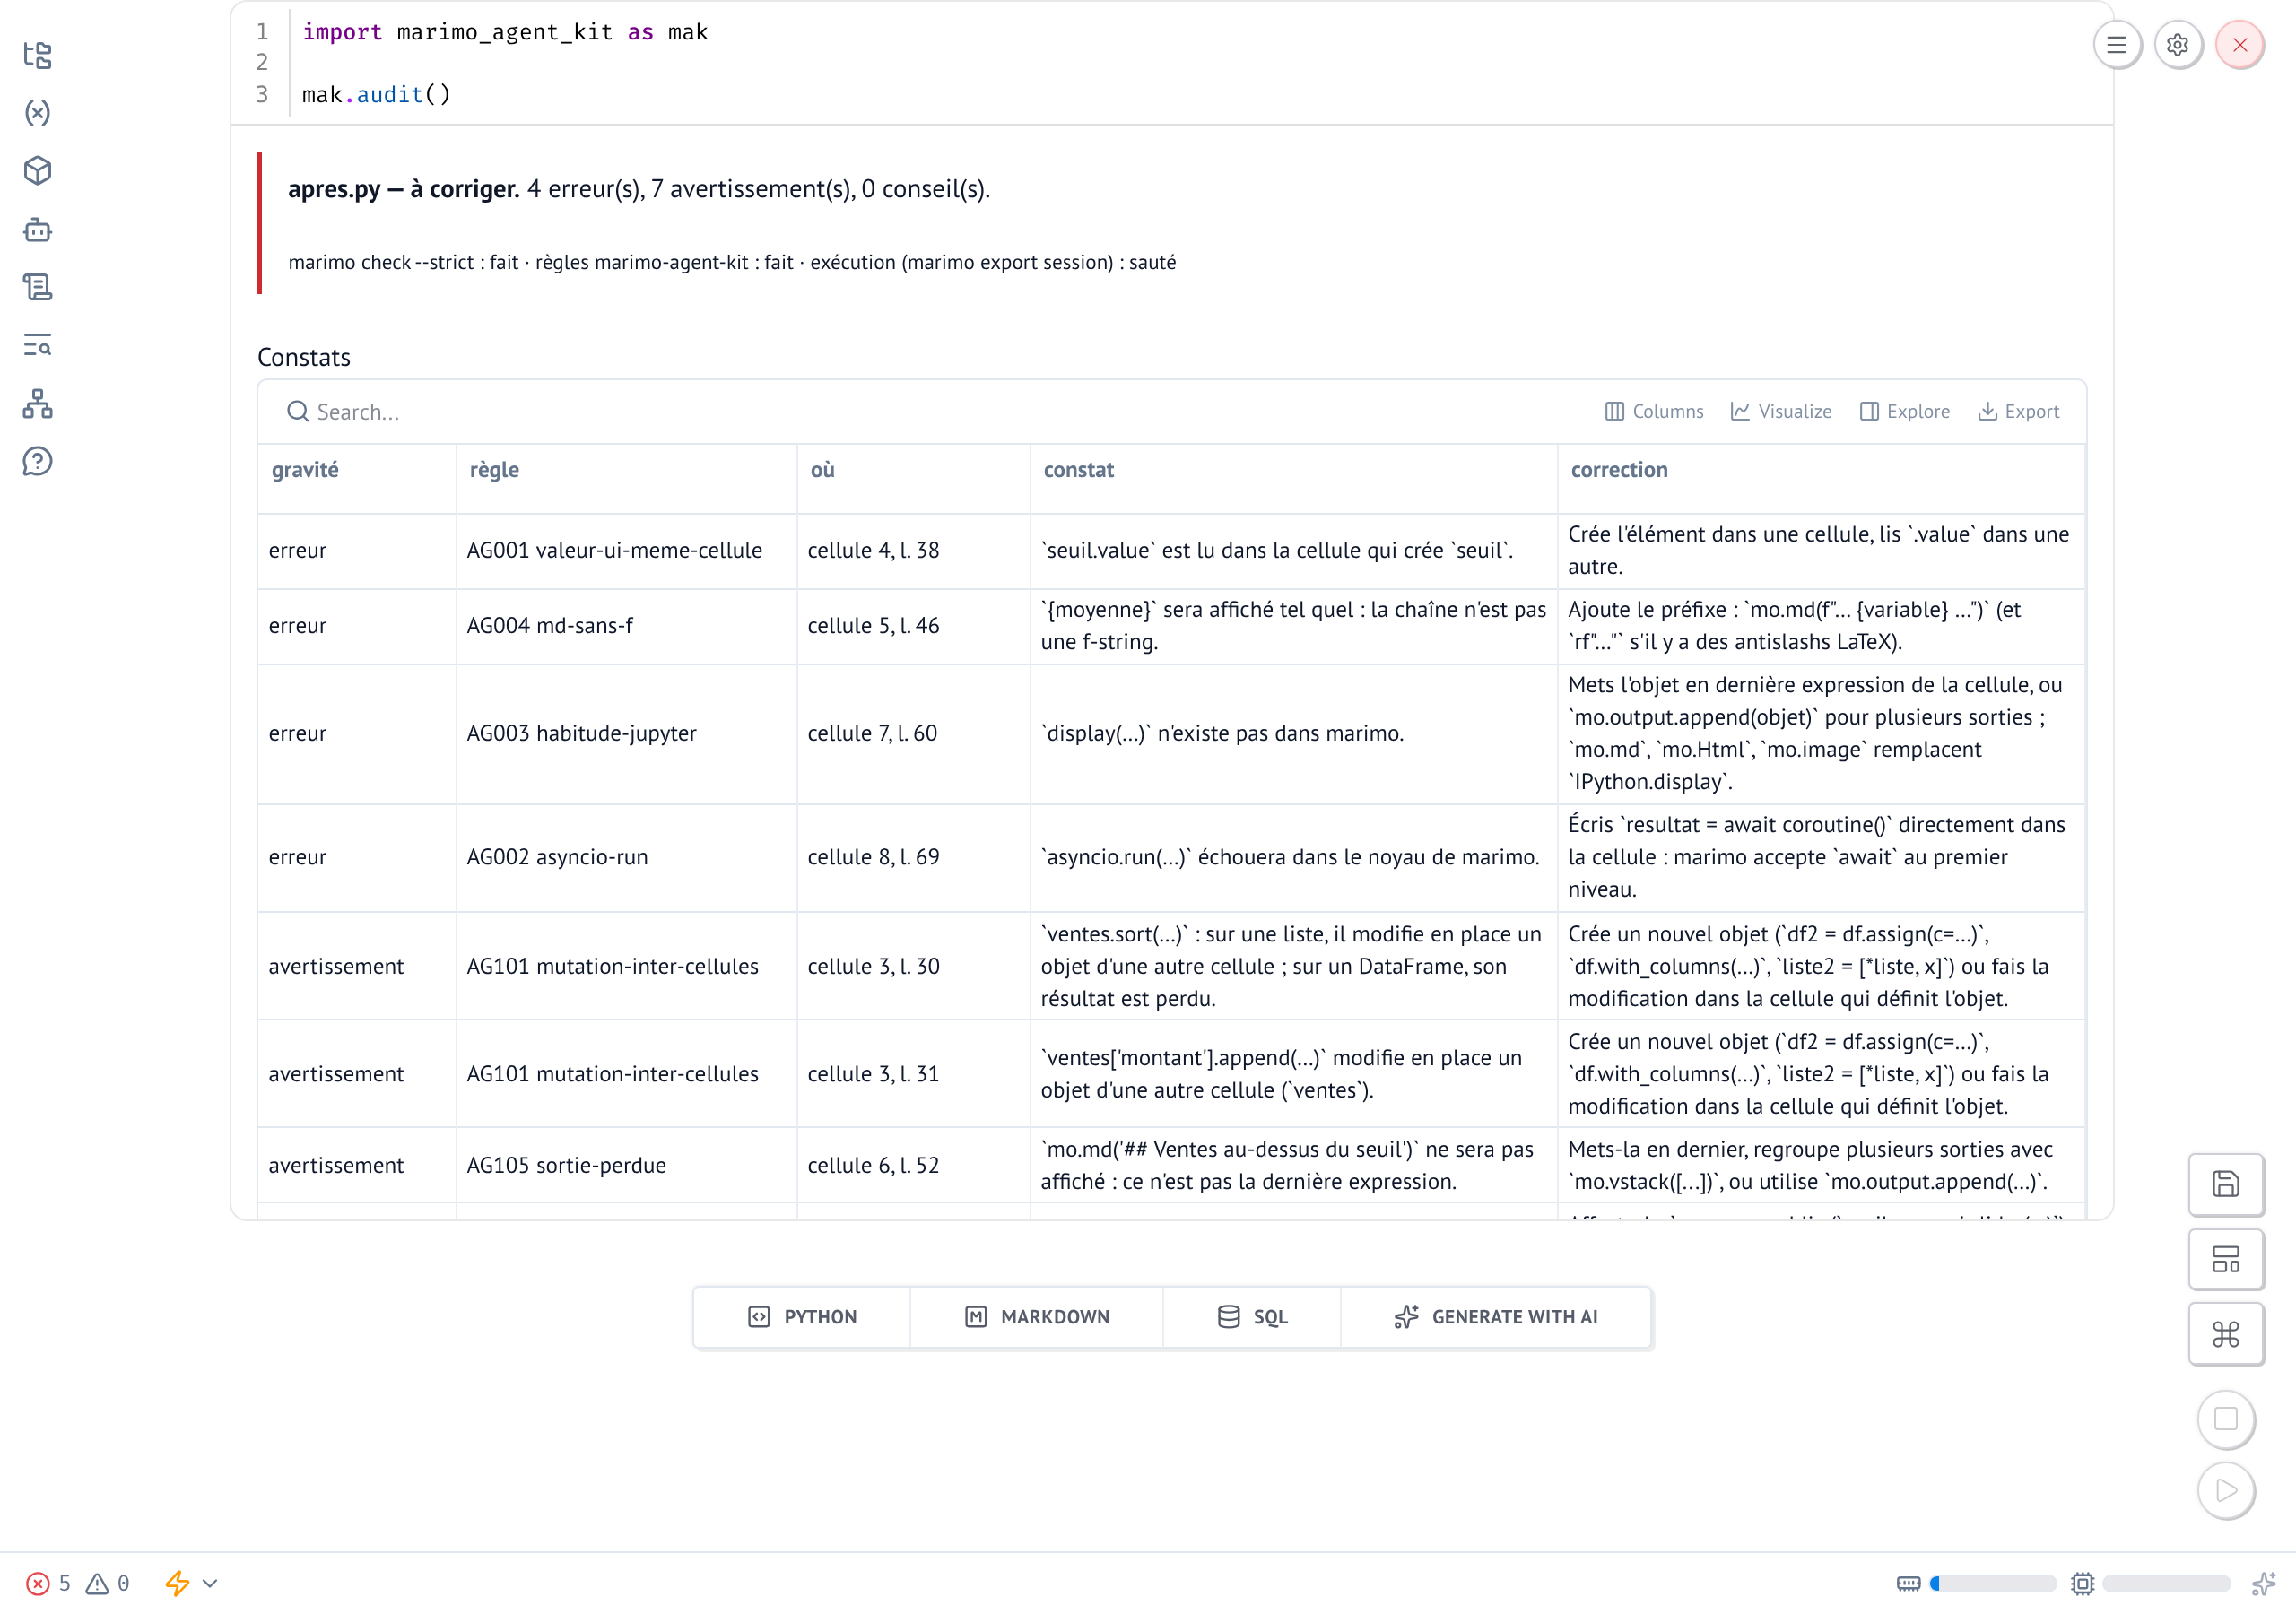 1 import marimo_agent_kit as mak
2
3 mak.audit()
apres.py — à corriger. 4 erreur(s), 7 avertissement(s), 0 conseil(s).
marimo check --strict : fait · règles marimo-agent-kit : fait · exécution (marimo export session) : sauté
Constats
Search...
Columns Visualize Explore Export
gravité règle où constat correction
erreur AG001 valeur-ui-meme-cellule cellule 4, l. 38 `seuil.value` est lu dans la cellule qui crée `seuil`.
Crée l'élément dans une cellule, lis `.value` dans une
autre.
erreur AG004 md-sans-f cellule 5, l. 46
`{moyenne}` sera affiché tel quel : la chaîne n'est pas
une f-string.
Ajoute le préfixe : `mo.md(f"... {variable} ...")` (et
`rf"..."` s'il y a des antislashs LaTeX).
erreur AG003 habitude-jupyter cellule 7, l. 60 `display(...)` n'existe pas dans marimo.
Mets l'objet en dernière expression de la cellule, ou
`mo.output.append(objet)` pour plusieurs sorties ;
`mo.md`, `mo.Html`, `mo.image` remplacent
`IPython.display`.
erreur AG002 asyncio-run cellule 8, l. 69 `asyncio.run(...)` échouera dans le noyau de marimo.
Écris `resultat = await coroutine()` directement dans
la cellule : marimo accepte `await` au premier
niveau.
avertissement AG101 mutation-inter-cellules cellule 3, l. 30
`ventes.sort(...)` : sur une liste, il modifie en place un
objet d'une autre cellule ; sur un DataFrame, son
résultat est perdu.
Crée un nouvel objet (`df2 = df.assign(c=...)`,
`df.with_columns(...)`, `liste2 = [*liste, x]`) ou fais la
modification dans la cellule qui définit l'objet.
avertissement AG101 mutation-inter-cellules cellule 3, l. 31
`ventes['montant'].append(...)` modifie en place un
objet d'une autre cellule (`ventes`).
Crée un nouvel objet (`df2 = df.assign(c=...)`,
`df.with_columns(...)`, `liste2 = [*liste, x]`) ou fais la
modification dans la cellule qui définit l'objet.
avertissement AG105 sortie-perdue cellule 6, l. 52
`mo.md('## Ventes au-dessus du seuil')` ne sera pas
affiché : ce n'est pas la dernière expression.
Mets-la en dernier, regroupe plusieurs sorties avec
`mo.vstack([...])`, ou utilise `mo.output.append(...)`.
PYTHON MARKDOWN SQL GENERATE WITH AI
5 0